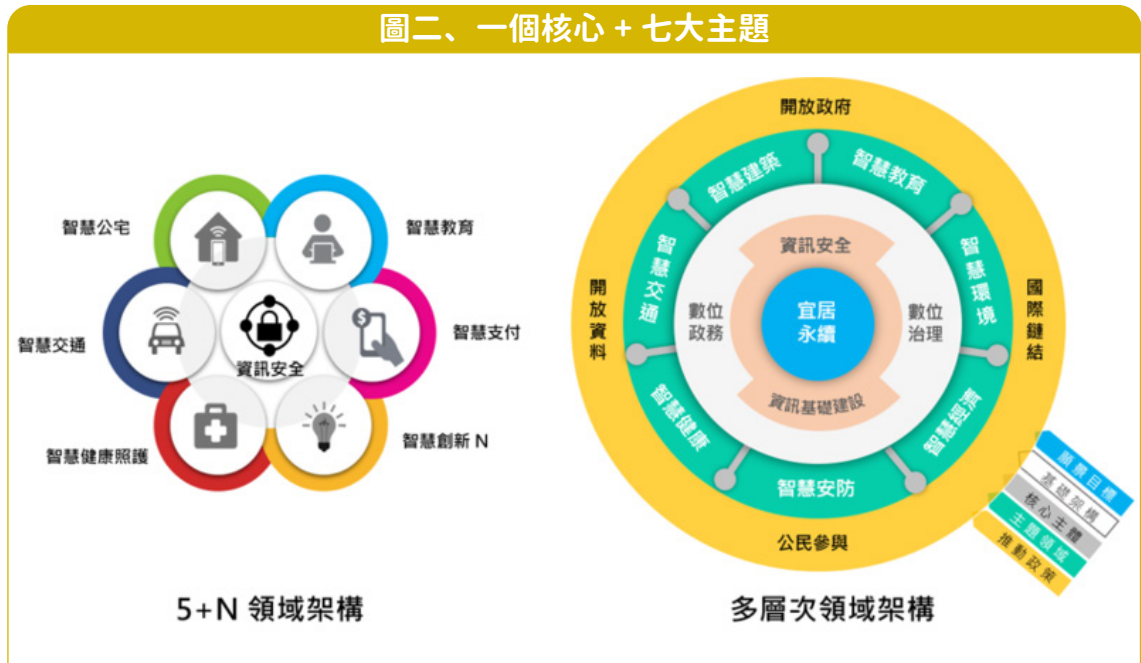 圖二、一個核心 + 七大主題
智慧公宅
智慧教育
智慧交通
智慧支付
資訊安全
智慧健康照護
智慧創新 N
5+N 領域架構
開放政府
智慧建築
智慧教育
智慧交通
智慧環境
資訊安全
開放資料
數位
政務
宜居
永續
數位
治理
國際鏈結
資訊基礎建設
智慧健康
智慧經濟
智慧安防
公民參與
願景目標
基礎架構
核心主體
主題領域
推動政策
多層次領域架構